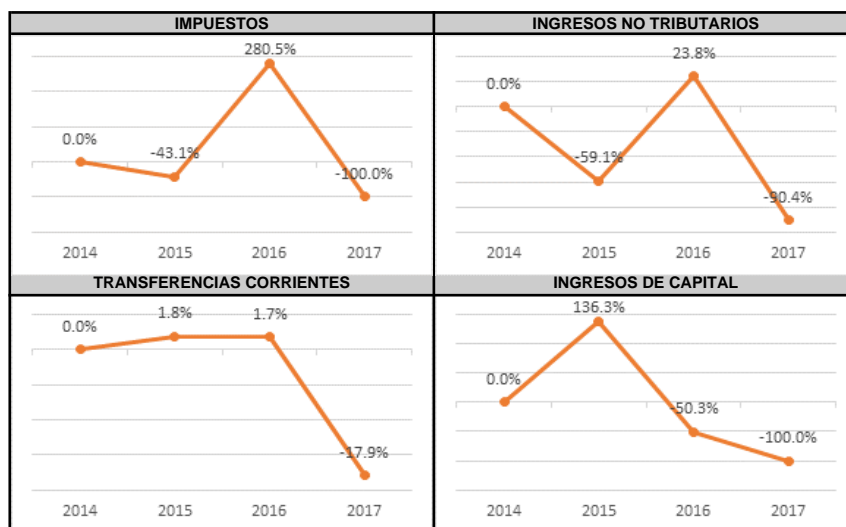 IMPUESTOS
280.5%
0.0%
-43.1%
-100.0%
2014 2015 2016 2017
INGRESOS NO TRIBUTARIOS
23.8%
0.0%
-59.1%
-90.4%
2014 2015 2016 2017
TRANSFERENCIAS CORRIENTES
0.0%
1.8%
1.7%
-17.9%
2014 2015 2016 2017
INGRESOS DE CAPITAL
136.3%
0.0%
-50.3%
-100.0%
2014 2015 2016 2017